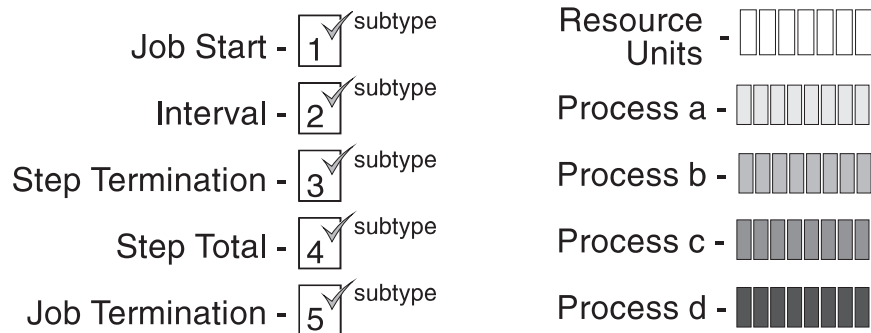 Job Start - 1 subtype
Interval - 2 subtype
Step Termination - 3 subtype
Step Total - 4 subtype
Job Termination - 5 subtype
Resource
Units -
Process a -
Process b -
Process c -
Process d -